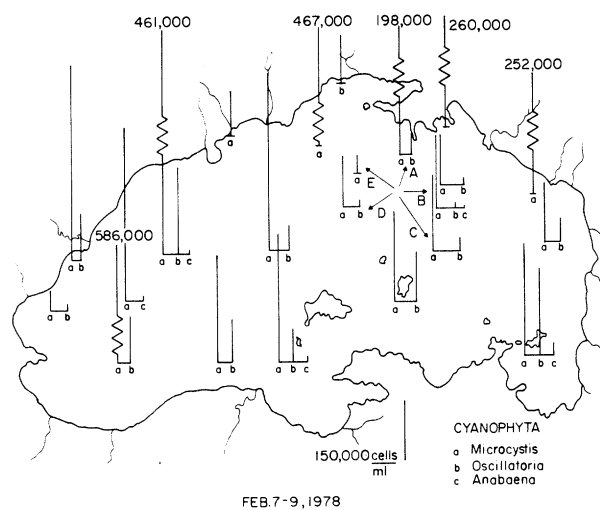 461,000
467,000
198,000
260,000
252,000
b
a
a
a b
A
E
a
a b
B
a b
a b c
a
D
C
a b
586,000
a b c
a b
a b
a b
a
a b
a c
a b
a b
a b
a b c
a b c
150,000 cells
ml
CYANOPHYTA
a Microcystis
b Oscillatoria
c Anabaena
FEB. 7-9, 1978